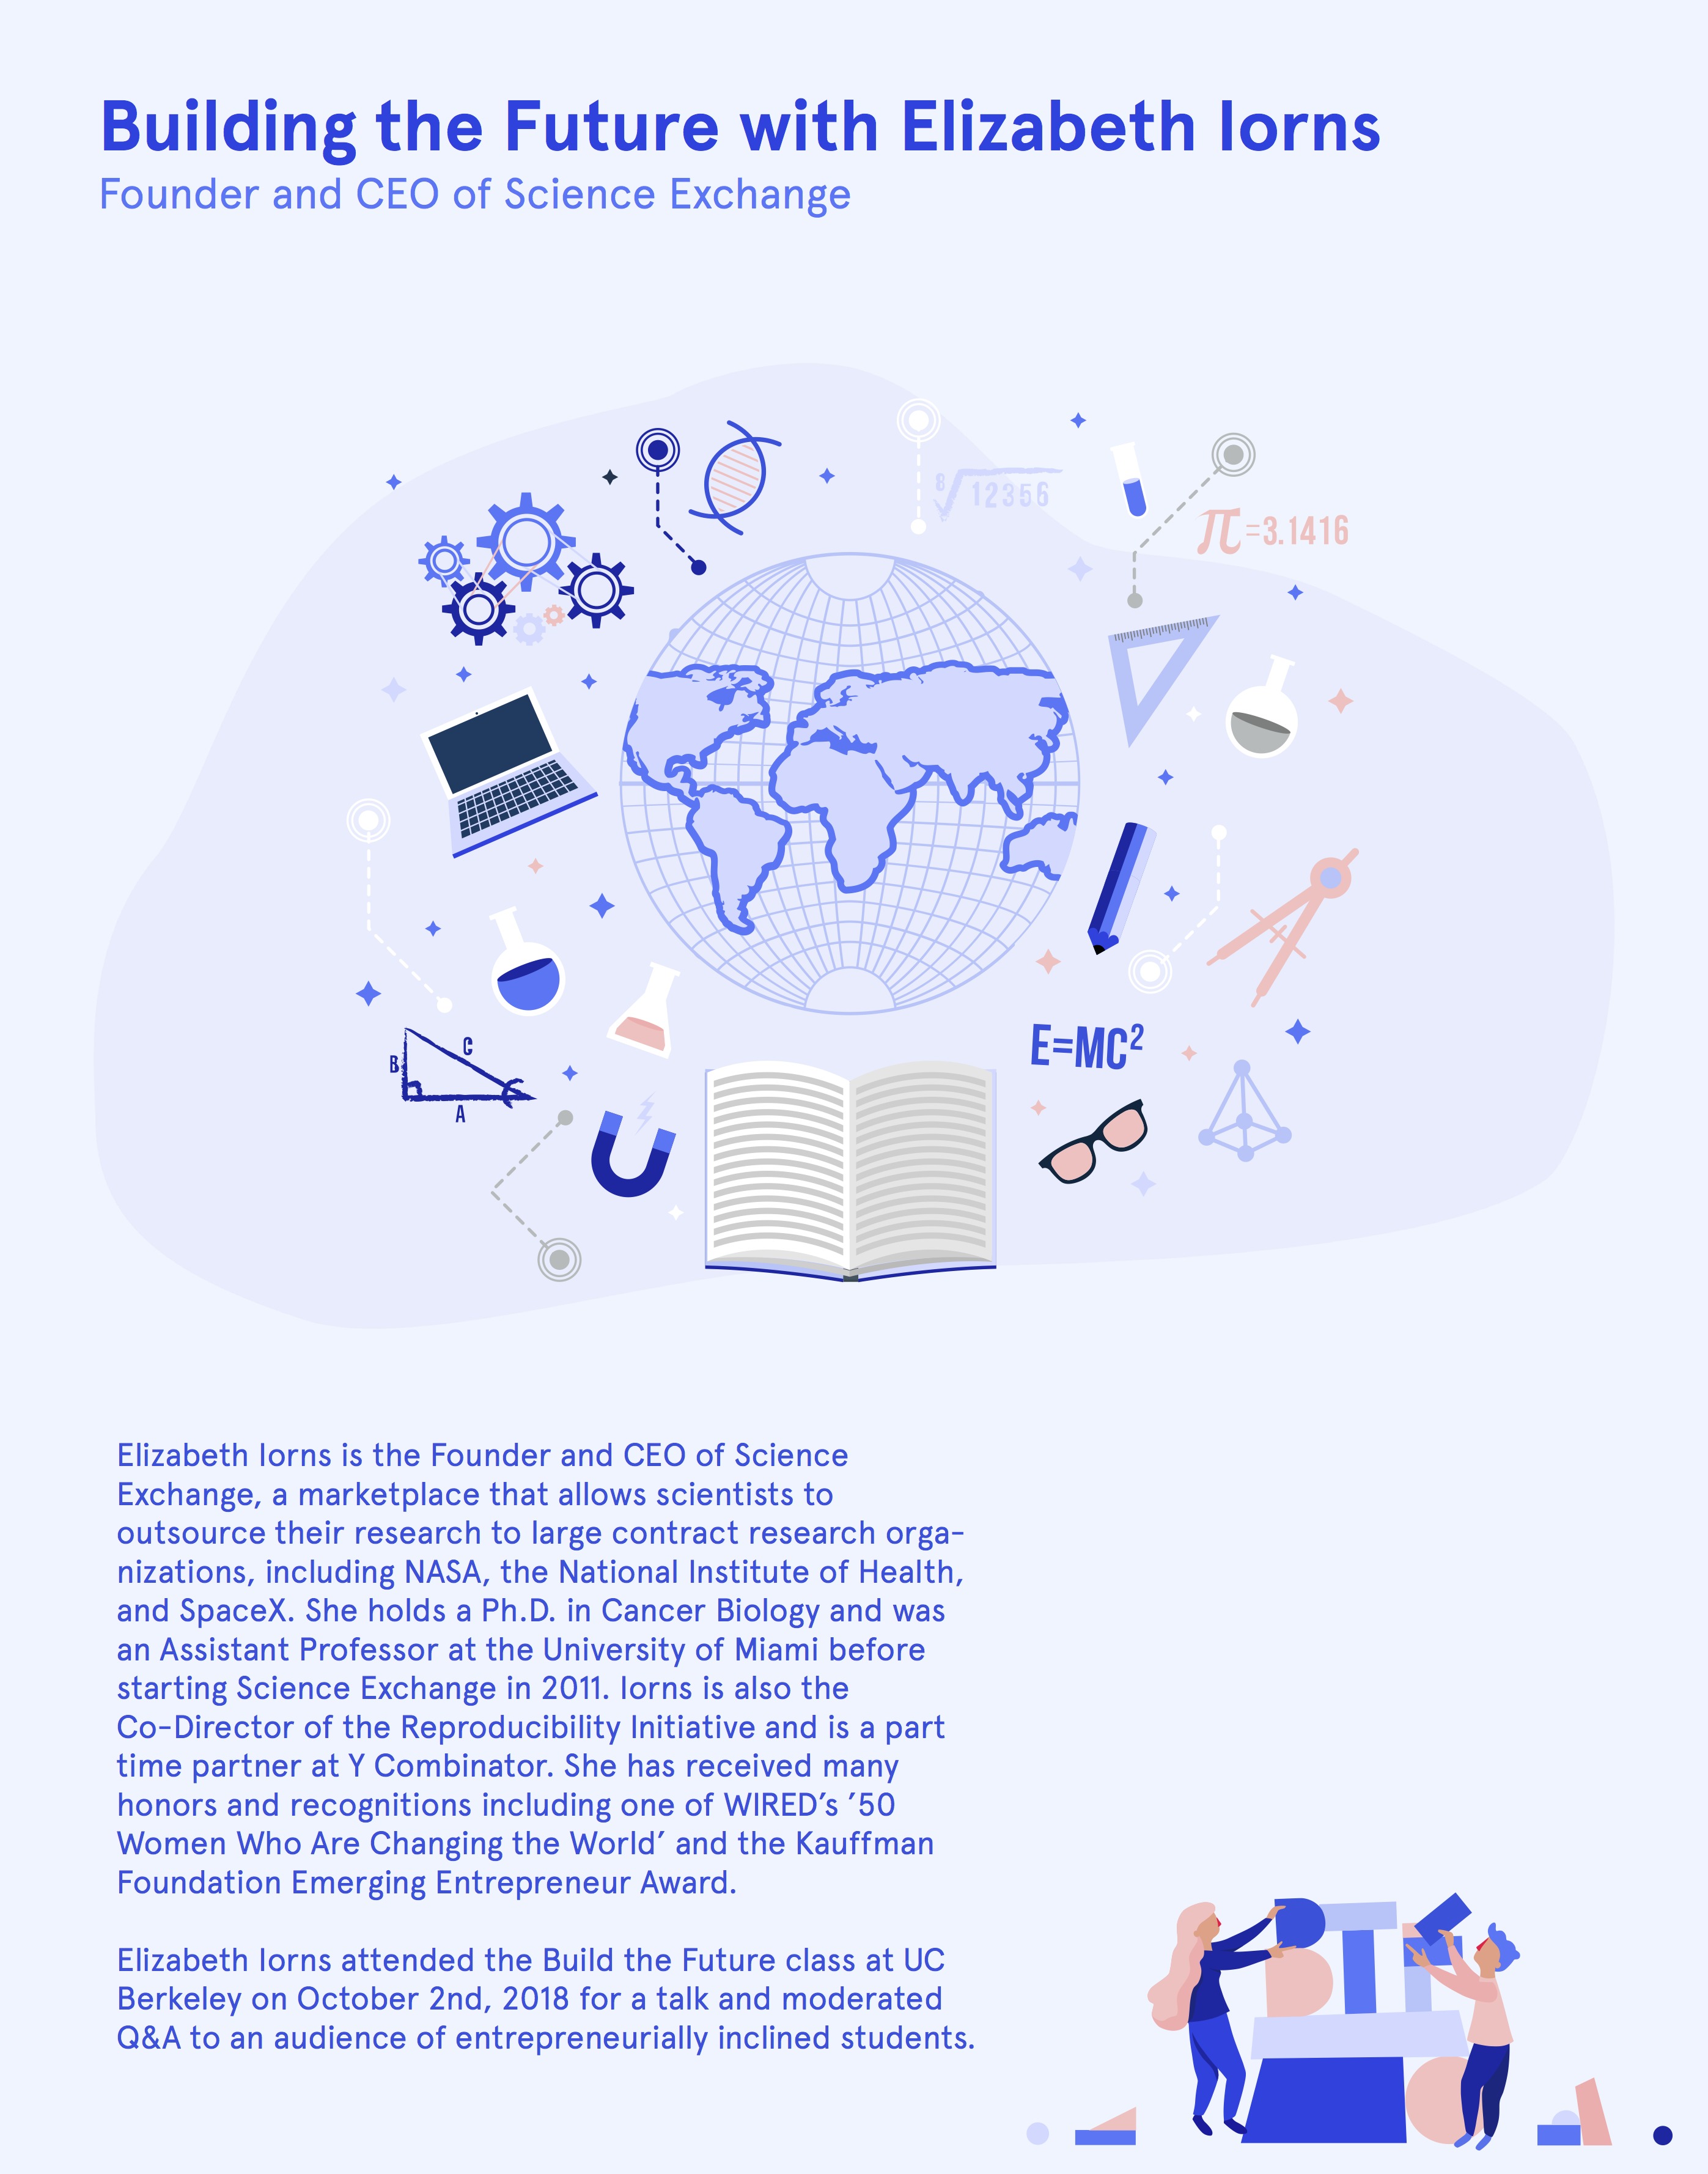 Building the Future with Elizabeth Iorns
Founder and CEO of Science Exchange
8√12356
π=3.1416
B
C
A
E=MC²
Elizabeth Iorns is the Founder and CEO of Science
Exchange, a marketplace that allows scientists to
outsource their research to large contract research orga-
nizations, including NASA, the National Institute of Health,
and SpaceX. She holds a Ph.D. in Cancer Biology and was
an Assistant Professor at the University of Miami before
starting Science Exchange in 2011. Iorns is also the
Co-Director of the Reproducibility Initiative and is a part
time partner at Y Combinator. She has received many
honors and recognitions including one of WIRED’s ’50
Women Who Are Changing the World’ and the Kauffman
Foundation Emerging Entrepreneur Award.
Elizabeth Iorns attended the Build the Future class at UC
Berkeley on October 2nd, 2018 for a talk and moderated
Q&A to an audience of entrepreneurially inclined students.